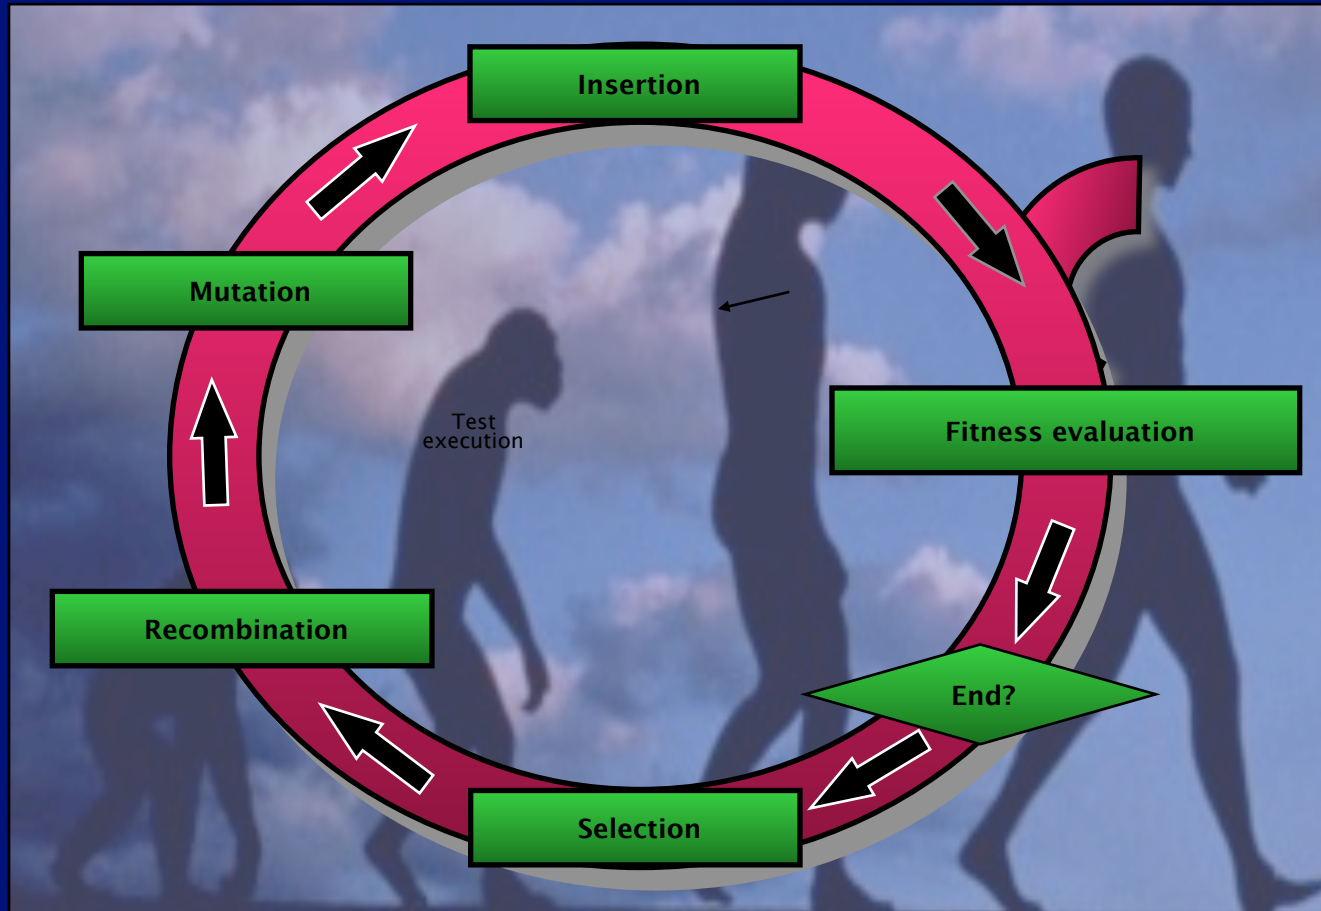 Insertion
Mutation
Test
execution
Fitness evaluation
Recombination
End?
Selection